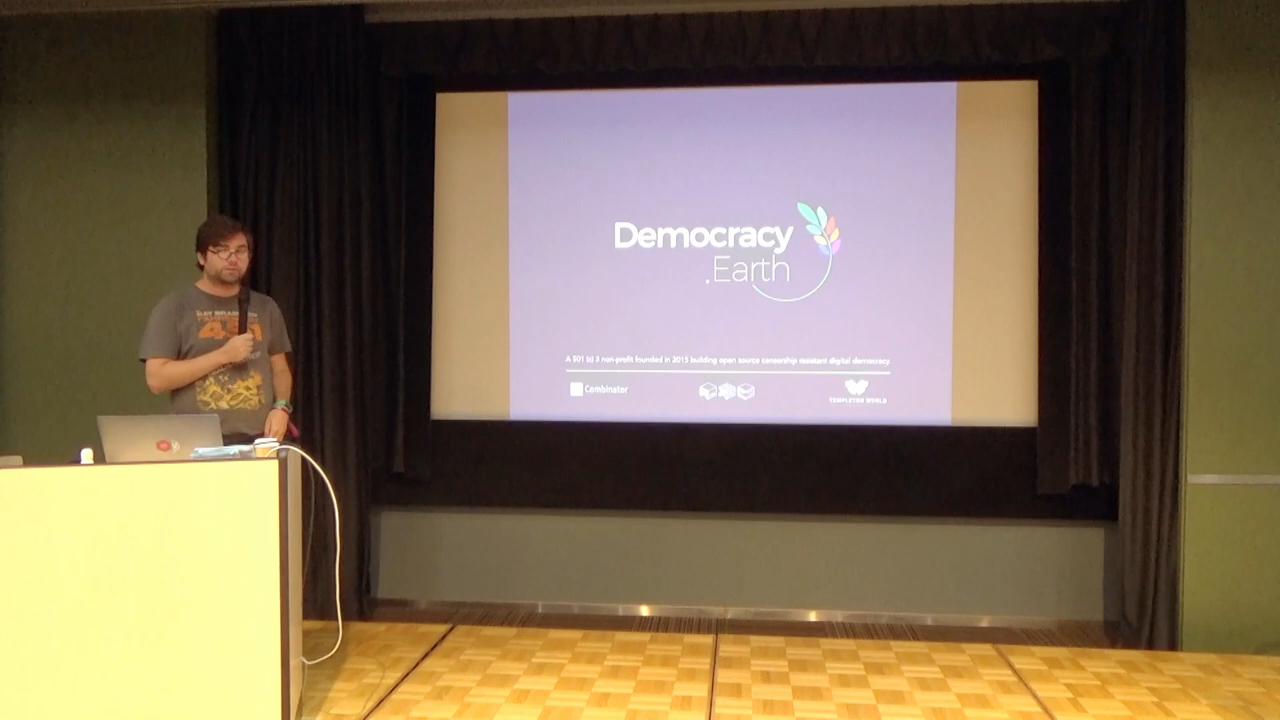 Democracy
.Earth
A 501 (c) 3 non-profit founded in 2015 building open source censorship resistant digital democracy.
Combinator
TEMPLETON WORLD
451